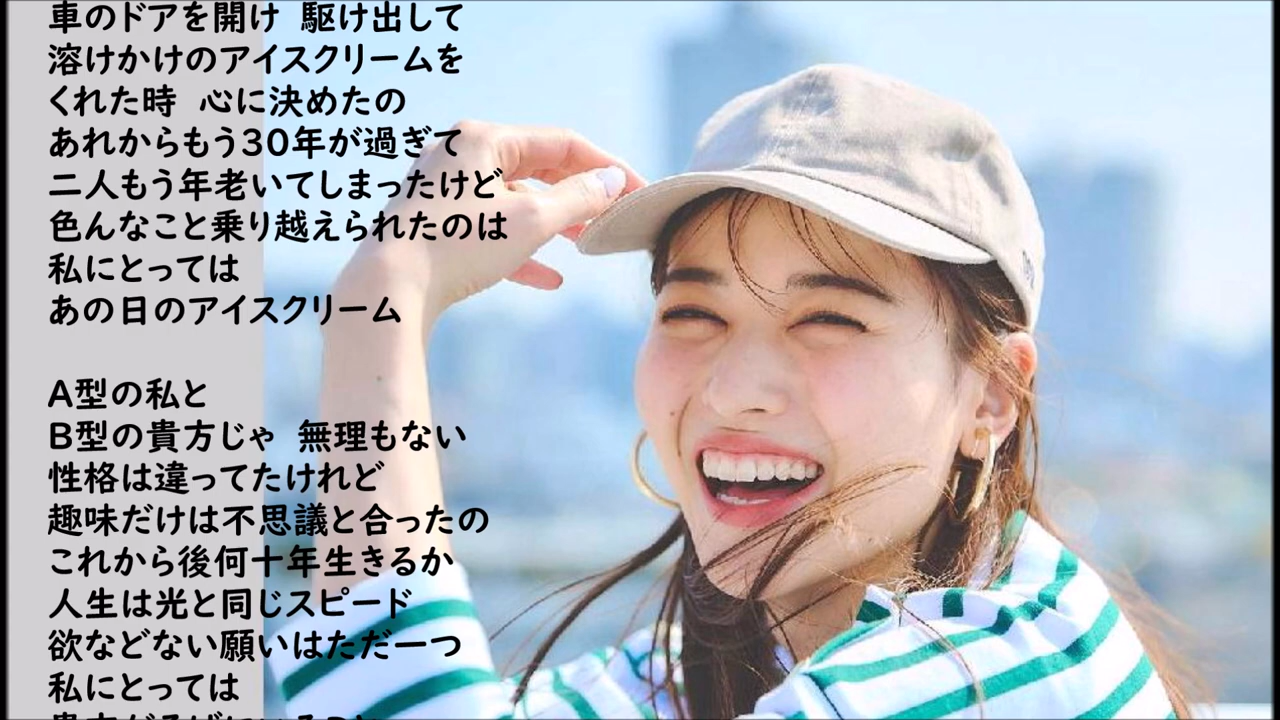 車のドアを開け 駆け出して
溶けかけのアイスクリームを
くれた時 心に決めたの
あれからもう30年が過ぎて
二人もう年老いてしまったけど
色んなこと乗り越えられたのは
私にとっては
あの日のアイスクリーム
A型の私と
B型の貴方じゃ 無理もない
性格は違ってたけれど
趣味だけは不思議と合ったの
これから後何十年生きるか
人生は光と同じスピード
欲などない願いはただ一つ
私にとっては